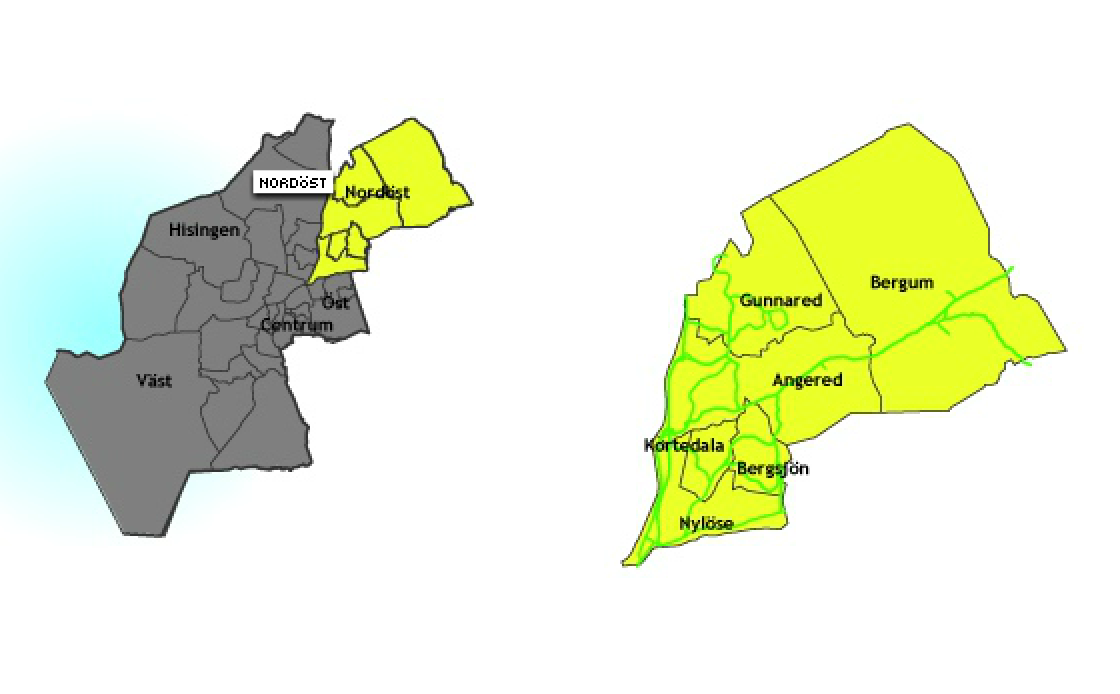 NORDöST
Nordöst
Hisingen
Öst
Centrum
Väst
Bergum
Gunnared
Angered
Kortedala
Bergsjön
Nylöse